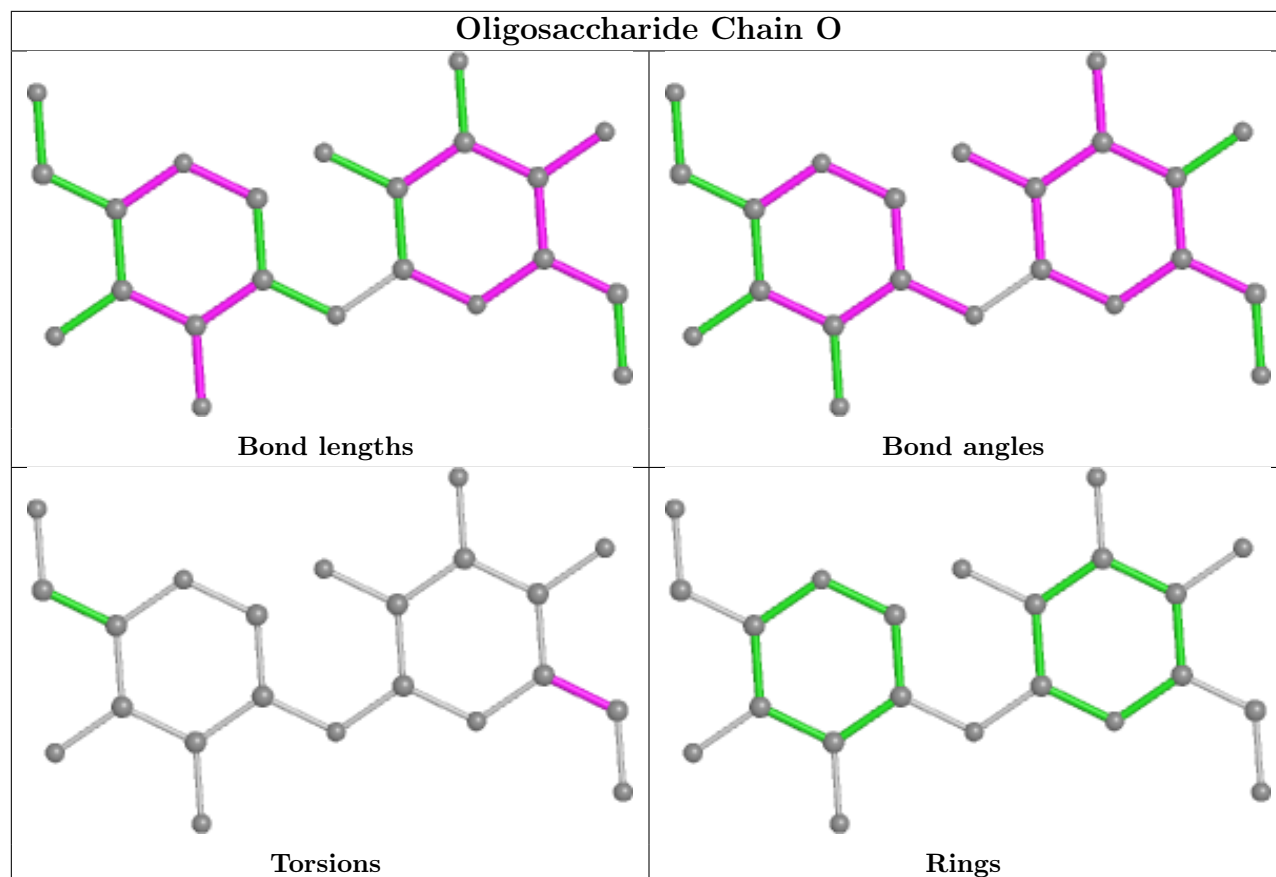 Oligosaccharide Chain O
Bond lengths
Bond angles
Torsions
Rings